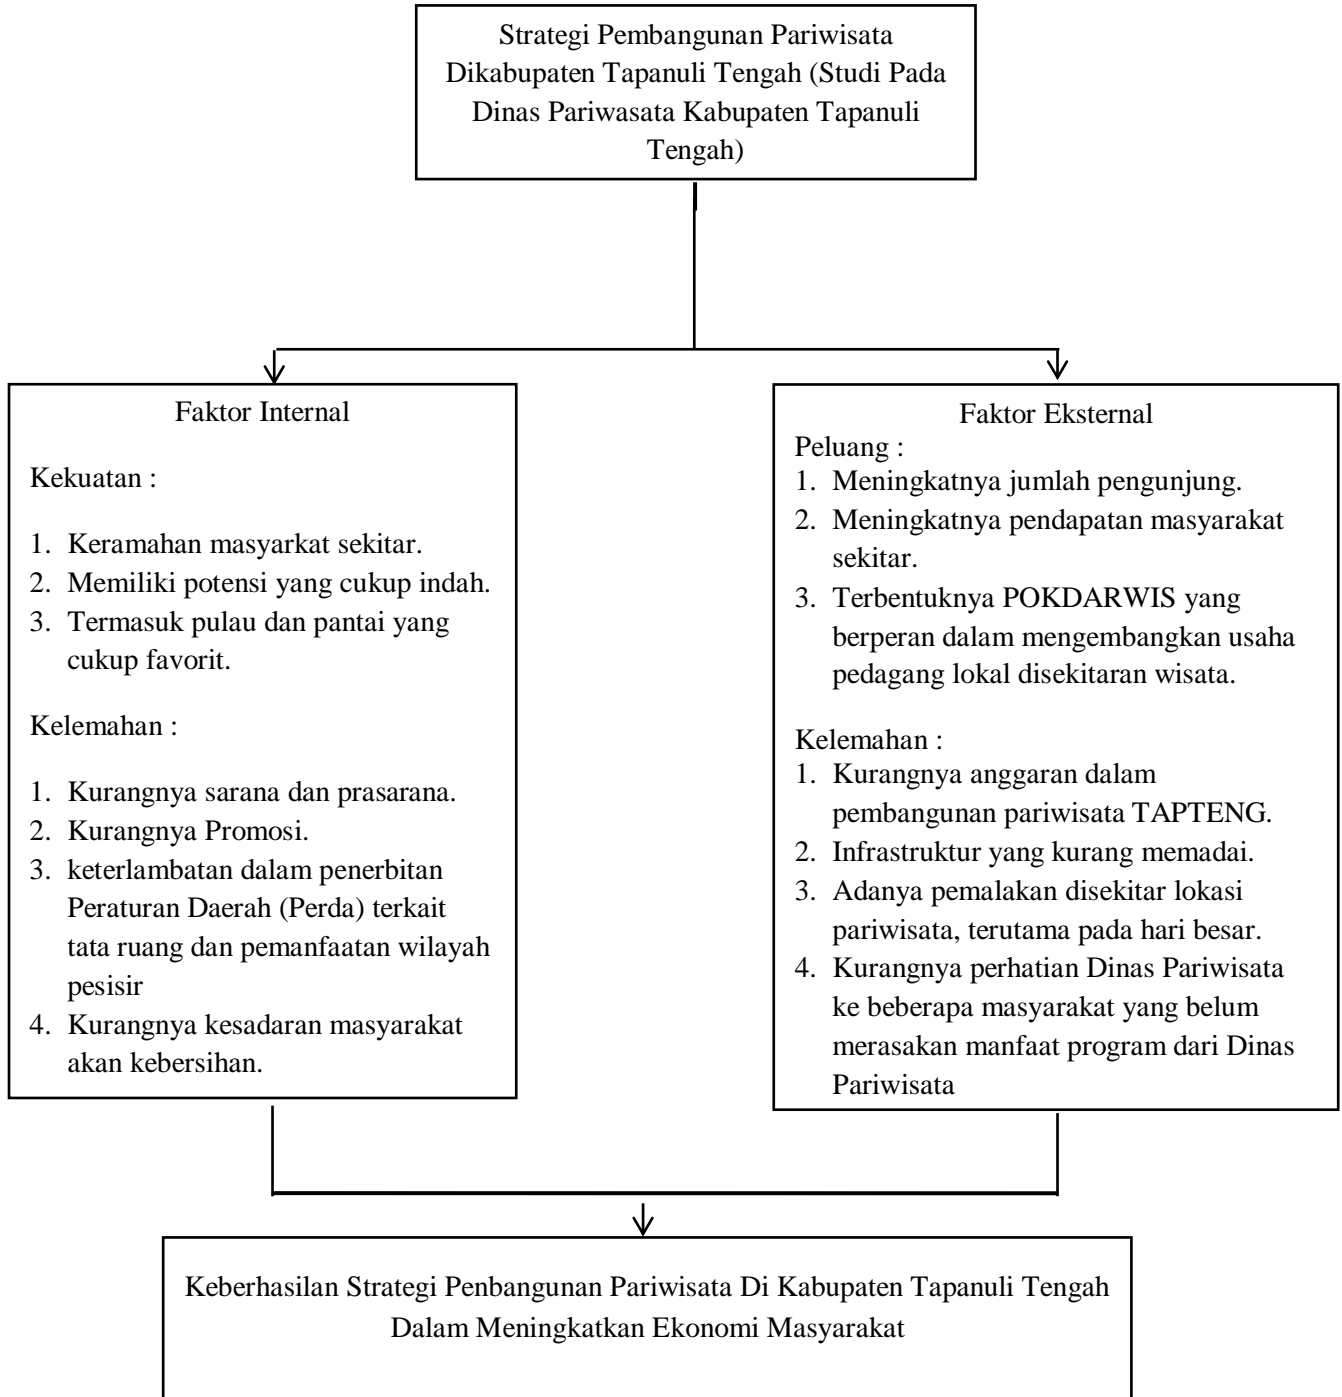 Strategi Pembangunan Pariwisata
Dikabupaten Tapanuli Tengah (Studi Pada
Dinas Pariwasata Kabupaten Tapanuli
Tengah)
Faktor Internal
Kekuatan :
1. Keramahan masyarkat sekitar.
2. Memiliki potensi yang cukup indah.
3. Termasuk pulau dan pantai yang
cukup favorit.
Kelemahan :
1. Kurangnya sarana dan prasarana.
2. Kurangnya Promosi.
3. keterlambatan dalam penerbitan
Peraturan Daerah (Perda) terkait
tata ruang dan pemanfaatan wilayah
pesisir
4. Kurangnya kesadaran masyarakat
akan kebersihan.
Faktor Eksternal
Peluang :
1. Meningkatnya jumlah pengunjung.
2. Meningkatnya pendapatan masyarakat
sekitar.
3. Terbentuknya POKDARWIS yang
berperan dalam mengembangkan usaha
pedagang lokal disekitaran wisata.
Kelemahan :
1. Kurangnya anggaran dalam
pembangunan pariwisata TAPTENG.
2. Infrastruktur yang kurang memadai.
3. Adanya pemalakan disekitar lokasi
pariwisata, terutama pada hari besar.
4. Kurangnya perhatian Dinas Pariwisata
ke beberapa masyarakat yang belum
merasakan manfaat program dari Dinas
Pariwisata
Keberhasilan Strategi Penbangunan Pariwisata Di Kabupaten Tapanuli Tengah
Dalam Meningkatkan Ekonomi Masyarakat